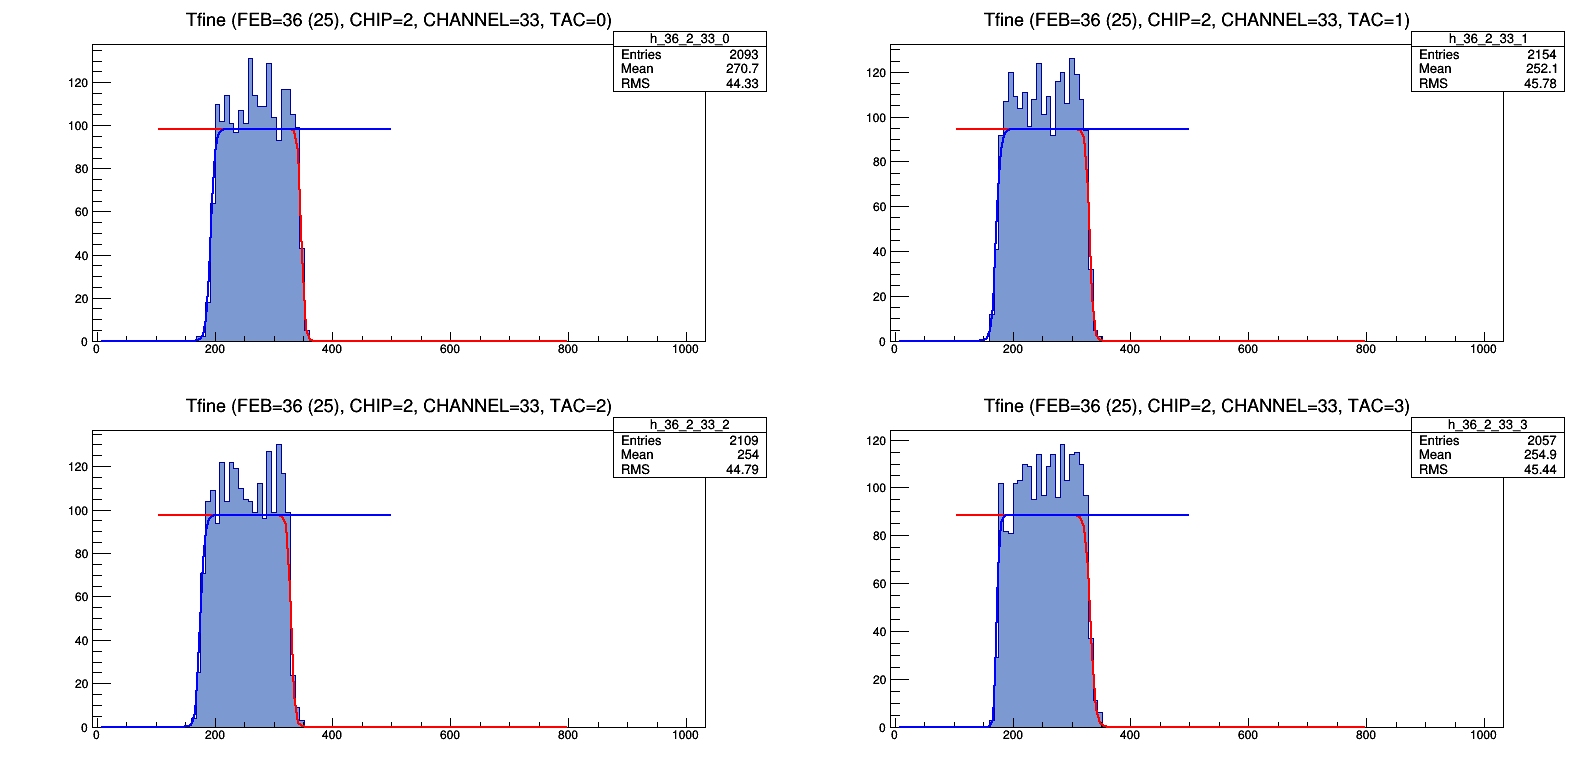 Tfine (FEB=36 (25), CHIP=2, CHANNEL=33, TAC=0)
h_36_2_33_0
Entries 2093
Mean 270.7
RMS 44.33
120
100
80
60
40
20
0
0 200 400 600 800 1000
Tfine (FEB=36 (25), CHIP=2, CHANNEL=33, TAC=1)
h_36_2_33_1
Entries 2154
Mean 252.1
RMS 45.78
120
100
80
60
40
20
0
0 200 400 600 800 1000
Tfine (FEB=36 (25), CHIP=2, CHANNEL=33, TAC=2)
h_36_2_33_2
Entries 2109
Mean 254
RMS 44.79
120
100
80
60
40
20
0
0 200 400 600 800 1000
Tfine (FEB=36 (25), CHIP=2, CHANNEL=33, TAC=3)
h_36_2_33_3
Entries 2057
Mean 254.9
RMS 45.44
120
100
80
60
40
20
0
0 200 400 600 800 1000